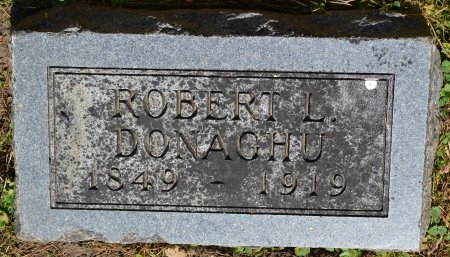 ROBERT L.
DONAGHU
1849 - 1919